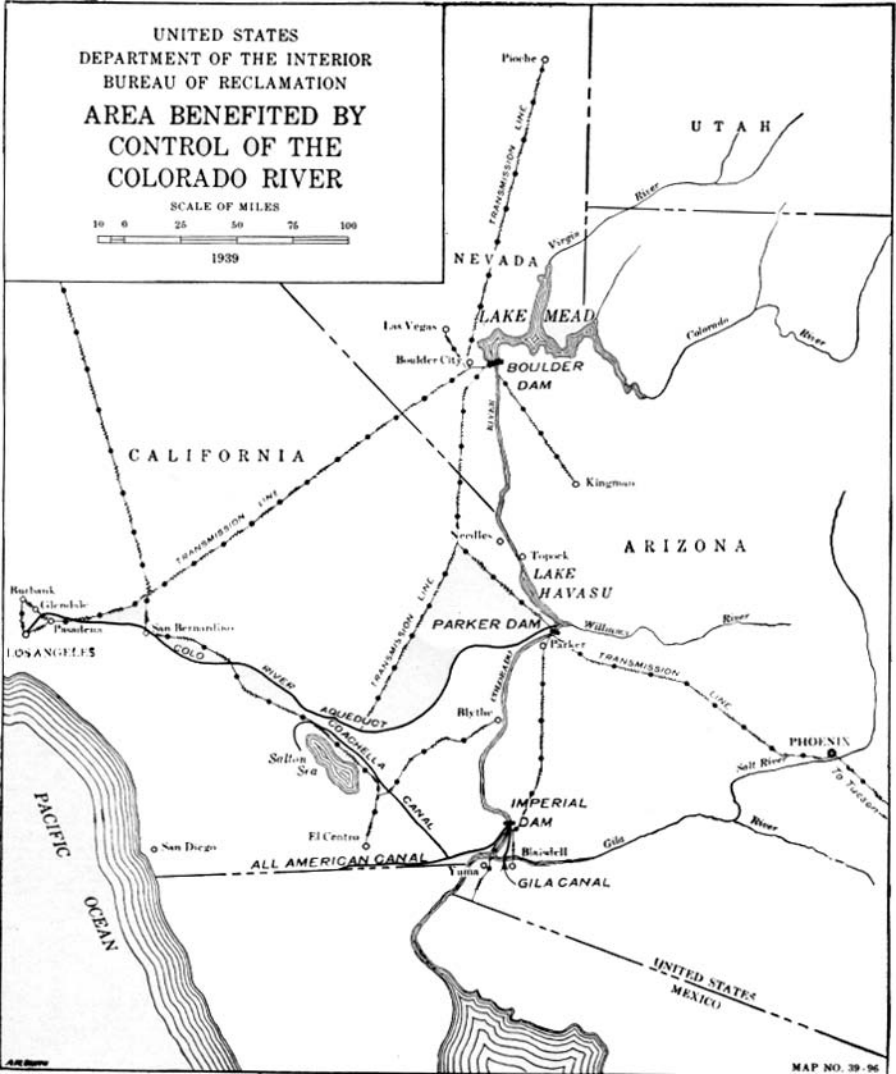 UNITED STATES
DEPARTMENT OF THE INTERIOR
BUREAU OF RECLAMATION
AREA BENEFITED BY
CONTROL OF THE
COLORADO RIVER
SCALE OF MILES
10 0 25 50 75 100
1939
Pioche
TRANSMISSION LINE
UTAH
Virgin River
NEVADA
LAKE MEAD
Las Vegas
Colorado River
Boulder City
BOULDER
DAM
RIVER
CALIFORNIA
Kingman
TRANSMISSION LINE
Needles
Topock
ARIZONA
LAKE
HAVASU
TRANSMISSION LINE
Burbank
Glendale
Pasadena
San Bernardino
LOS ANGELES
PARKER DAM
Williams River
Parker
COLO RIVER AQUEDUCT
COLORADO
TRANSMISSION LINE
Blythe
COACHELLA CANAL
Salton
Sea
PHOENIX
Salt River
To Tucson
PACIFIC OCEAN
IMPERIAL
DAM
El Centro
San Diego
Blaisdell
Gila River
ALL AMERICAN CANAL
Yuma
GILA CANAL
UNITED STATES
MEXICO
MAP NO. 39-96